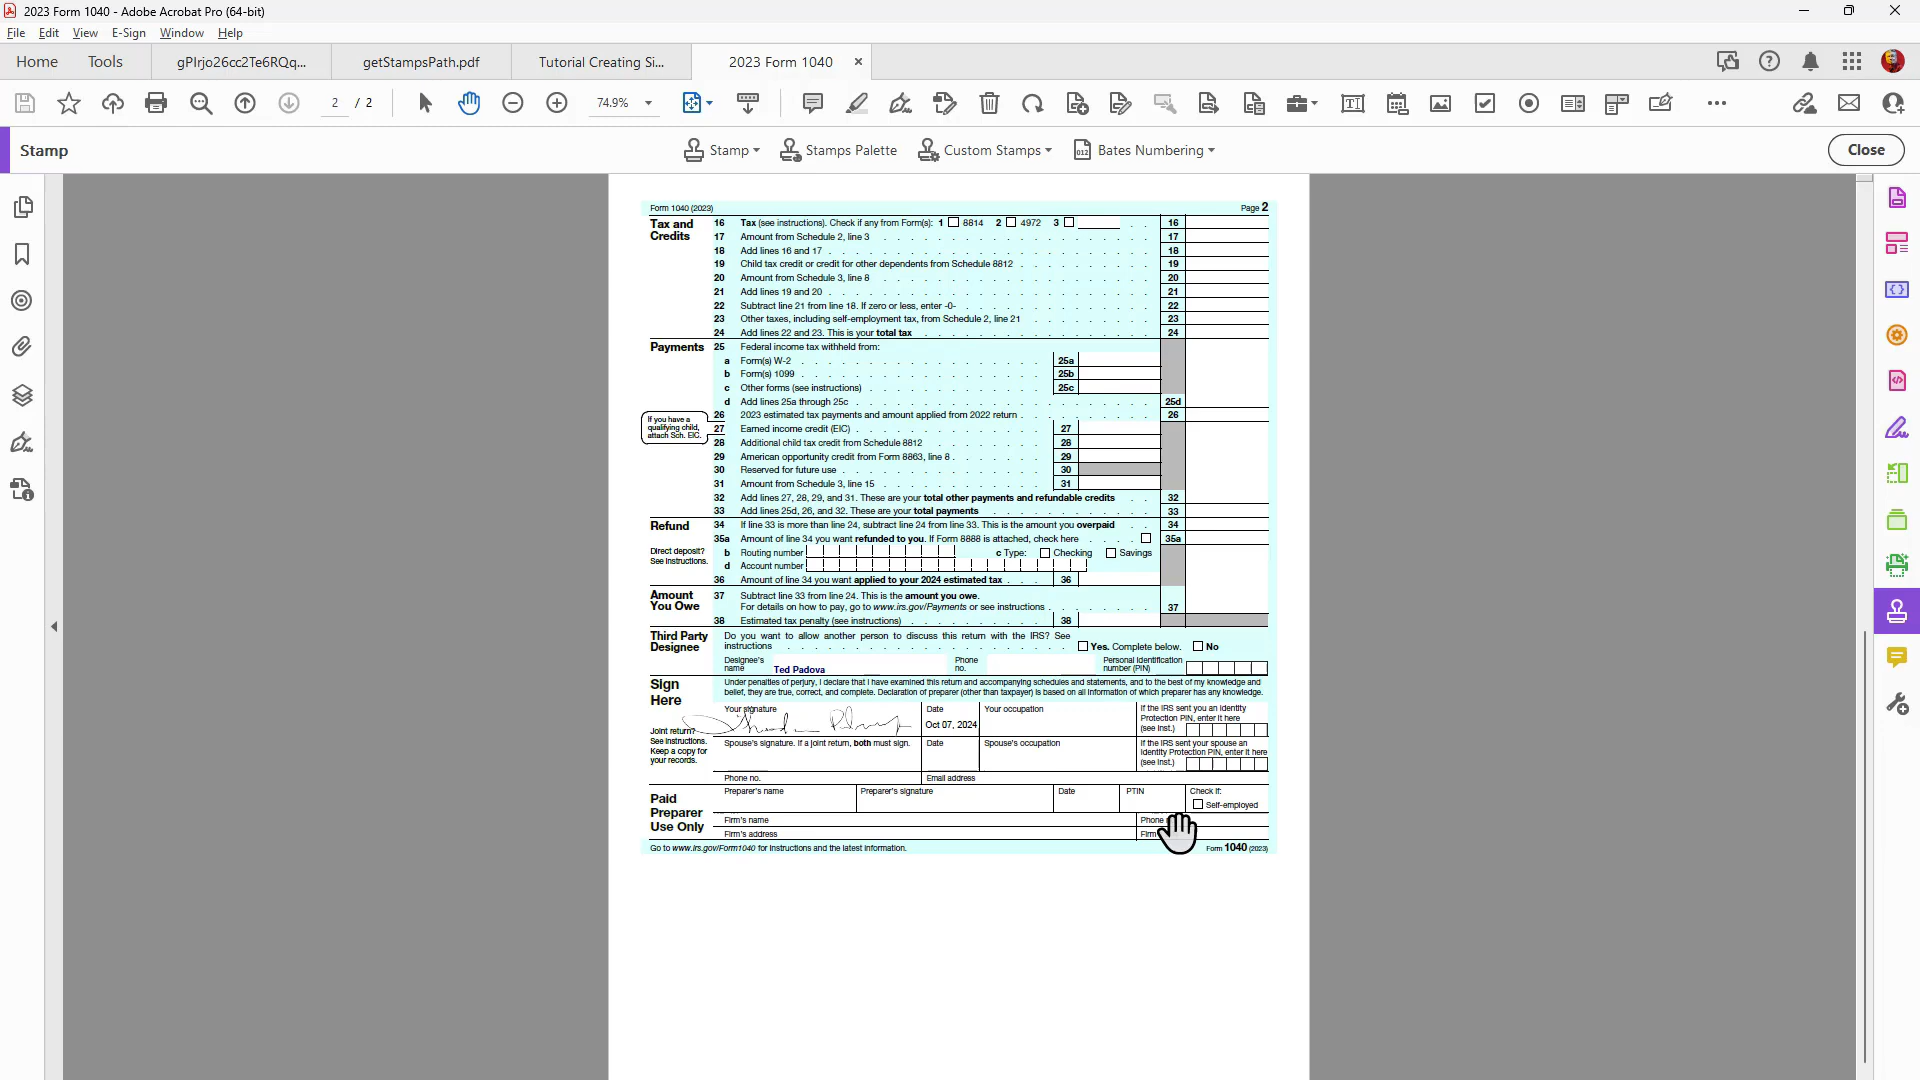 2023 Form 1040 - Adobe Acrobat Pro (64-bit)
File Edit View E-Sign Window Help
Home Tools gPIrjo26cc2Te6RQq... getStampsPath.pdf Tutorial Creating Si... 2023 Form 1040
2 / 2 74.9%
Stamp Stamp Stamps Palette Custom Stamps Bates Numbering Close
Form 1040 (2023) Page 2
Tax and Credits
16 Tax (see instructions). Check if any from Form(s): 1 8814 2 4972 3 . . 16
17 Amount from Schedule 2, line 3 17
18 Add lines 16 and 17 18
19 Child tax credit or credit for other dependents from Schedule 8812 19
20 Amount from Schedule 3, line 8 20
21 Add lines 19 and 20 21
22 Subtract line 21 from line 18. If zero or less, enter -0- 22
23 Other taxes, including self-employment tax, from Schedule 2, line 21 23
24 Add lines 22 and 23. This is your total tax 24
Payments 25 Federal income tax withheld from:
a Form(s) W-2 25a
b Form(s) 1099 25b
c Other forms (see instructions) 25c
d Add lines 25a through 25c 25d
26 2023 estimated tax payments and amount applied from 2022 return 26
If you have a
qualifying child,
attach Sch. EIC.
27 Earned income credit (EIC) 27
28 Additional child tax credit from Schedule 8812 28
29 American opportunity credit from Form 8863, line 8 29
30 Reserved for future use 30
31 Amount from Schedule 3, line 15 31
32 Add lines 27, 28, 29, and 31. These are your total other payments and refundable credits 32
33 Add lines 25d, 26, and 32. These are your total payments 33
Refund 34 If line 33 is more than line 24, subtract line 24 from line 33. This is the amount you overpaid 34
35a Amount of line 34 you want refunded to you. If Form 8888 is attached, check here 35a
Direct deposit?
See instructions.
b Routing number c Type: Checking Savings
d Account number
36 Amount of line 34 you want applied to your 2024 estimated tax 36
Amount
You Owe
37 Subtract line 33 from line 24. This is the amount you owe.
For details on how to pay, go to www.irs.gov/Payments or see instructions 37
38 Estimated tax penalty (see instructions) 38
Third Party
Designee
Do you want to allow another person to discuss this return with the IRS? See
instructions Yes. Complete below. No
Designee's
name Ted Padova
Phone
no.
Personal identification
number (PIN)
Sign
Here
Under penalties of perjury, I declare that I have examined this return and accompanying schedules and statements, and to the best of my knowledge and
belief, they are true, correct, and complete. Declaration of preparer (other than taxpayer) is based on all information of which preparer has any knowledge.
Joint return?
See instructions.
Keep a copy for
your records.
Your signature
Date
Oct 07, 2024
Your occupation
If the IRS sent you an Identity
Protection PIN, enter it here
(see inst.)
Spouse's signature. If a joint return, both must sign.
Date
Spouse's occupation
If the IRS sent your spouse an
Identity Protection PIN, enter it here
(see inst.)
Phone no. Email address
Paid
Preparer
Use Only
Preparer's name Preparer's signature Date PTIN Check if:
Self-employed
Firm's name Phone
Firm's address Firm
Go to www.irs.gov/Form1040 for instructions and the latest information. Form 1040 (2023)